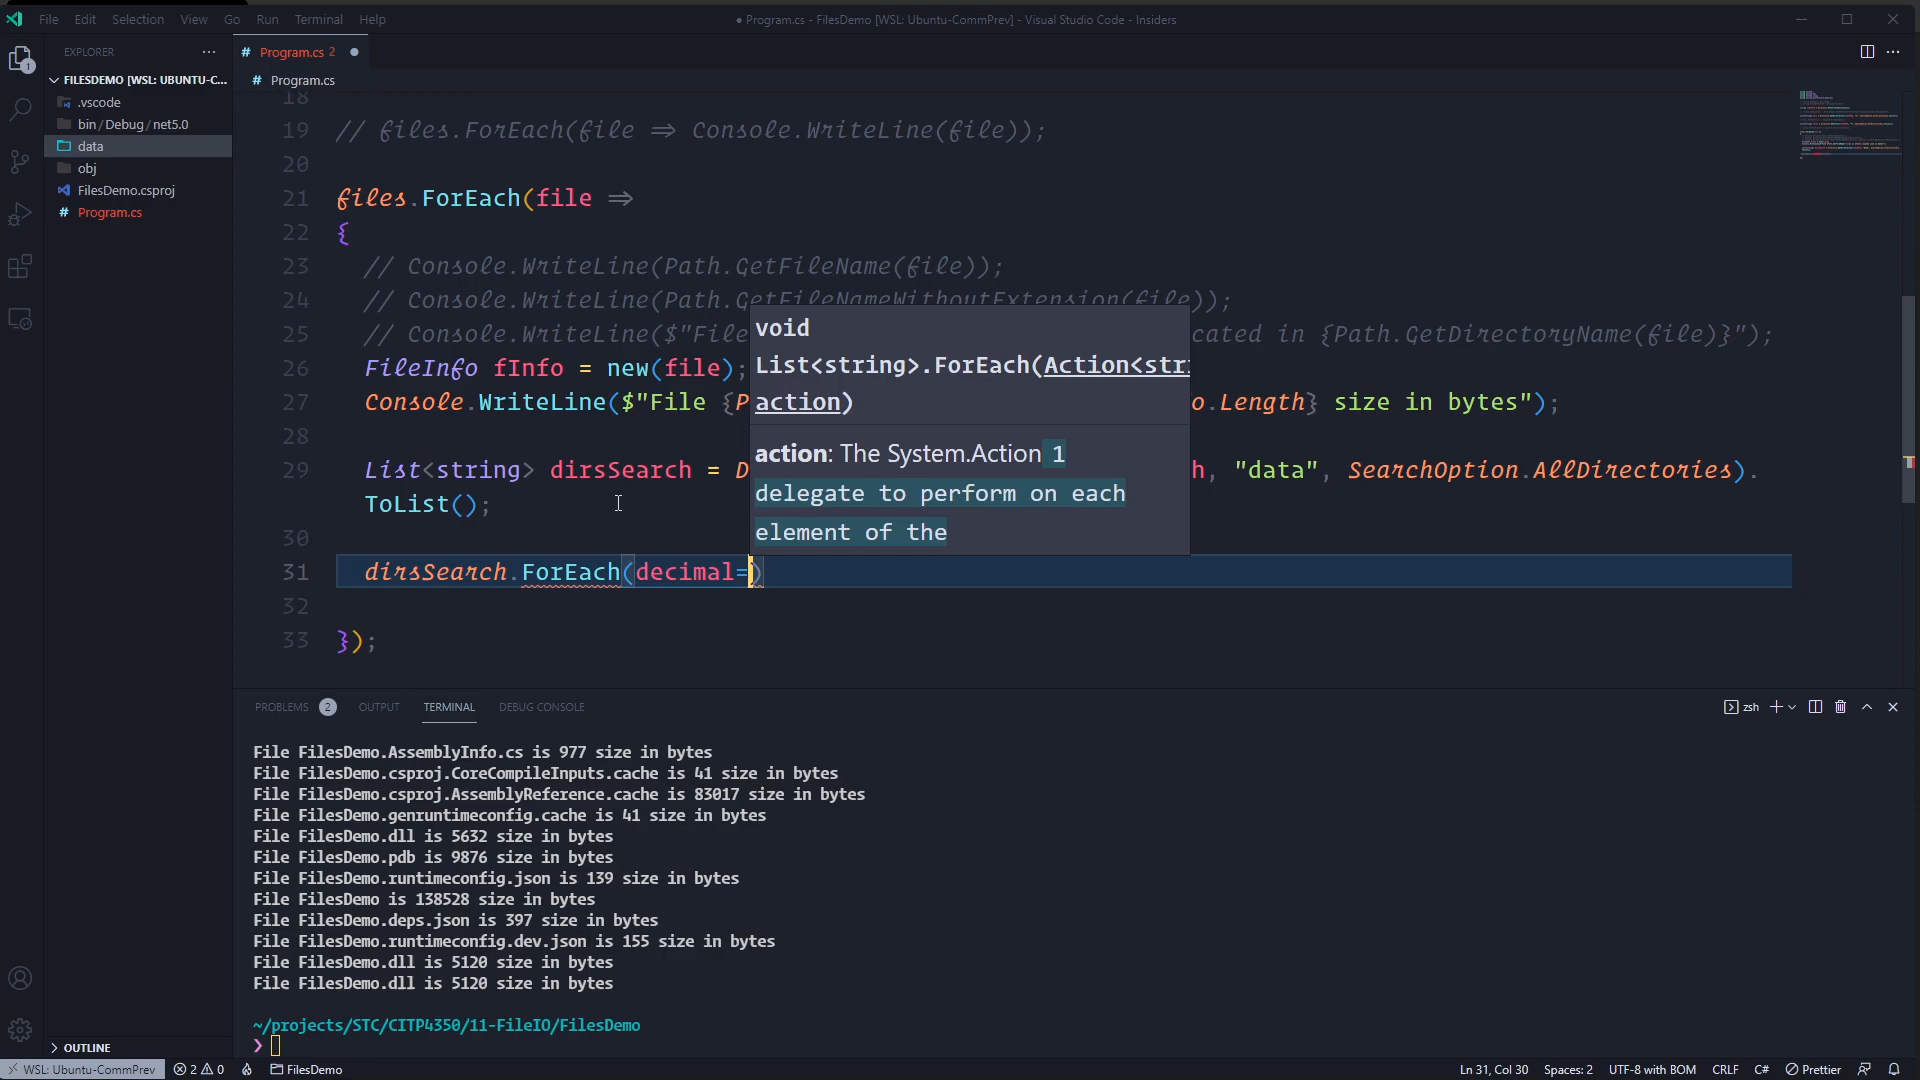 File Edit Selection View Go Run Terminal Help
● Program.cs - FilesDemo [WSL: Ubuntu-CommPrev] - Visual Studio Code - Insiders
EXPLORER
FILESDEMO [WSL: UBUNTU-C...
.vscode
bin / Debug / net5.0
data
obj
FilesDemo.csproj
# Program.cs
OUTLINE
1
# Program.cs 2 ●
# Program.cs
18
19 // files.ForEach(file => Console.WriteLine(file));
20
21 files.ForEach(file =>
22 {
23 // Console.WriteLine(Path.GetFileName(file));
24 // Console.WriteLine(Path.GetFileNameWithoutExtension(file));
25 // Console.WriteLine($"File cated in {Path.GetDirectoryName(file)}");
26 FileInfo fInfo = new(file);
27 Console.WriteLine($"File {P o.Length} size in bytes");
28
29 List<string> dirsSearch = D h, "data", SearchOption.AllDirectories).
ToList();
30
31 dirsSearch.ForEach(decimal=)
32
33 });
void
List<string>.ForEach(Action<stri
action)
action: The System.Action`1
delegate to perform on each
element of the
PROBLEMS 2 OUTPUT TERMINAL DEBUG CONSOLE
zsh
File FilesDemo.AssemblyInfo.cs is 977 size in bytes
File FilesDemo.csproj.CoreCompileInputs.cache is 41 size in bytes
File FilesDemo.csproj.AssemblyReference.cache is 83017 size in bytes
File FilesDemo.genruntimeconfig.cache is 41 size in bytes
File FilesDemo.dll is 5632 size in bytes
File FilesDemo.pdb is 9876 size in bytes
File FilesDemo.runtimeconfig.json is 139 size in bytes
File FilesDemo is 138528 size in bytes
File FilesDemo.deps.json is 397 size in bytes
File FilesDemo.runtimeconfig.dev.json is 155 size in bytes
File FilesDemo.dll is 5120 size in bytes
File FilesDemo.dll is 5120 size in bytes
~/projects/STC/CITP4350/11-FileIO/FilesDemo
❯
WSL: Ubuntu-CommPrev 2 0 FilesDemo Ln 31, Col 30 Spaces: 2 UTF-8 with BOM CRLF C# Prettier